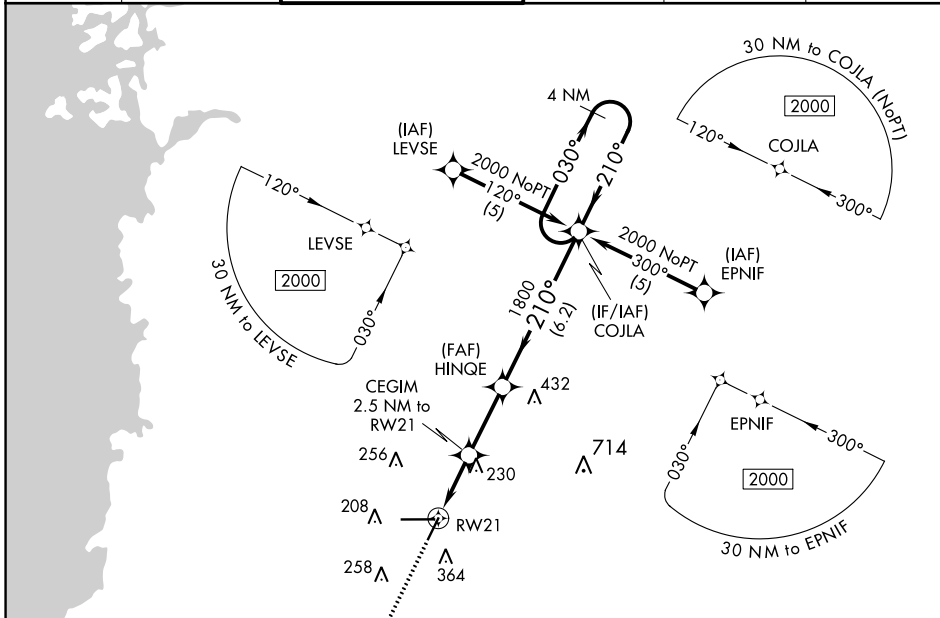 30 NM to COJLA (NoPT)
2000
120°
COJLA
300°
4 NM
030°
210°
(IAF)
LEVSE
2000 NoPT
120°
(5)
2000 NoPT
300°
(5)
(IAF)
EPNIF
(IF/IAF)
COJLA
120°
LEVSE
2000
030°
30 NM to LEVSE
1800
210°
(6.2)
(FAF)
HINQE
432
CEGIM
2.5 NM to
RW21
256
230
714
208
RW21
258
364
EPNIF
300°
030°
2000
30 NM to EPNIF